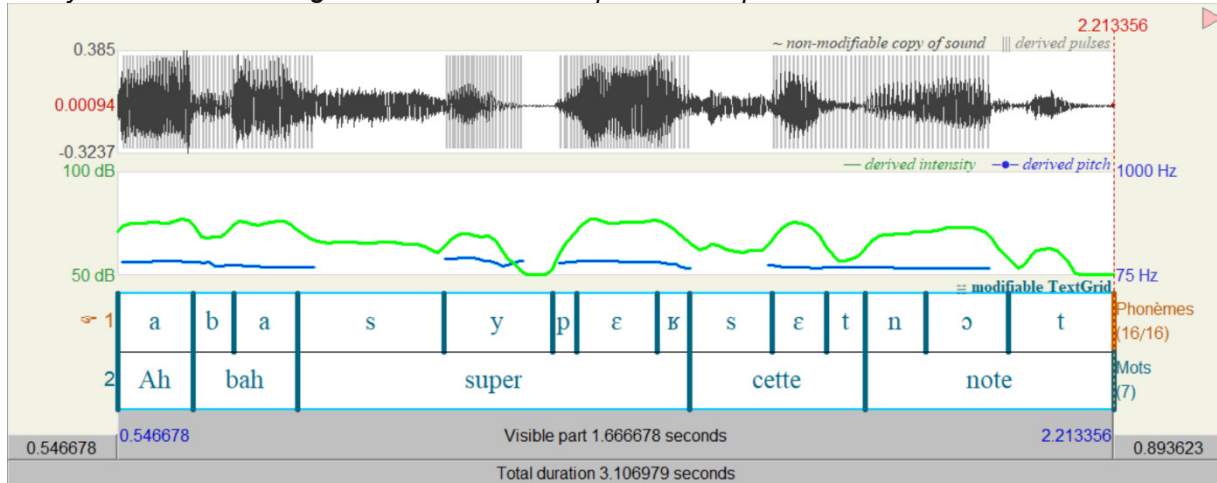 2.213356
0.385
~ non-modifiable copy of sound ||| derived pulses
0.00094
-0.3237
100 dB
derived intensity derived pitch
1000 Hz
50 dB
75 Hz
modifiable TextGrid
1 a b a s y p ɛ ʁ s ɛ t n ɔ t
Phonèmes
(16/16)
2 Ah bah super cette note
Mots
(7)
0.546678 Visible part 1.666678 seconds 2.213356
0.546678 0.893623
Total duration 3.106979 seconds